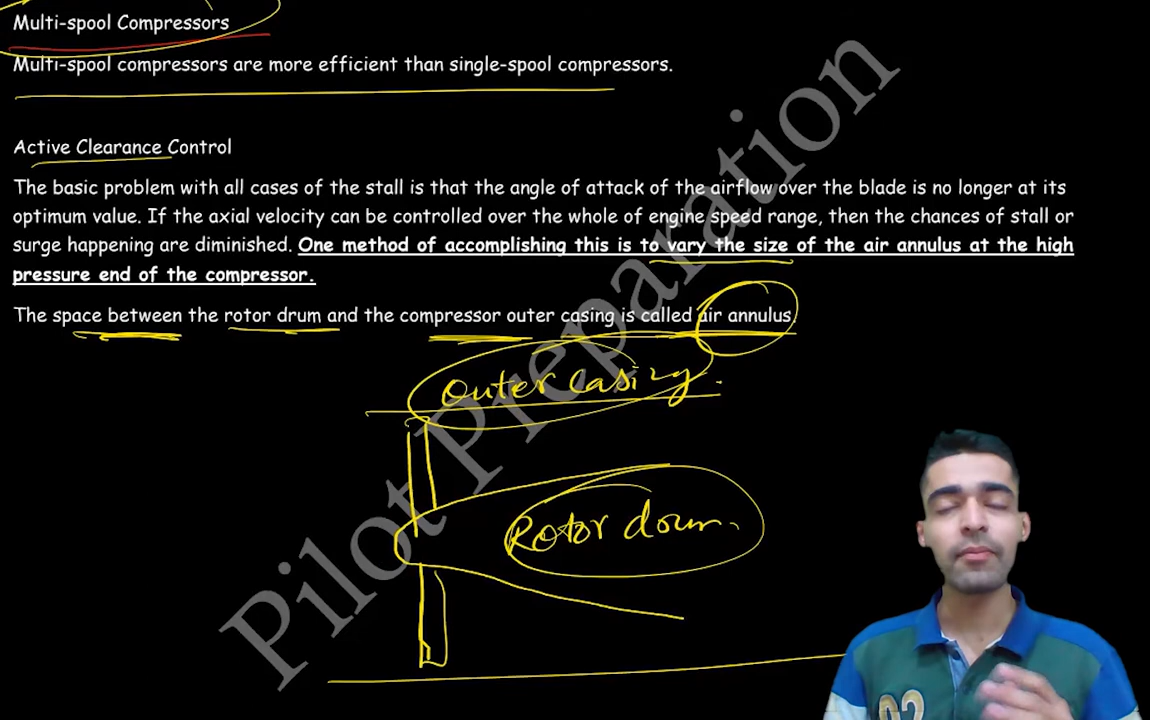 Multi-spool Compressors
Multi-spool compressors are more efficient than single-spool compressors.
Active Clearance Control
The basic problem with all cases of the stall is that the angle of attack of the airflow over the blade is no longer at its
optimum value. If the axial velocity can be controlled over the whole of engine speed range, then the chances of stall or
surge happening are diminished. One method of accomplishing this is to vary the size of the air annulus at the high
pressure end of the compressor.
The space between the rotor drum and the compressor outer casing is called air annulus
Outer casing.
Rotor drum.
Pilot Preparation
02